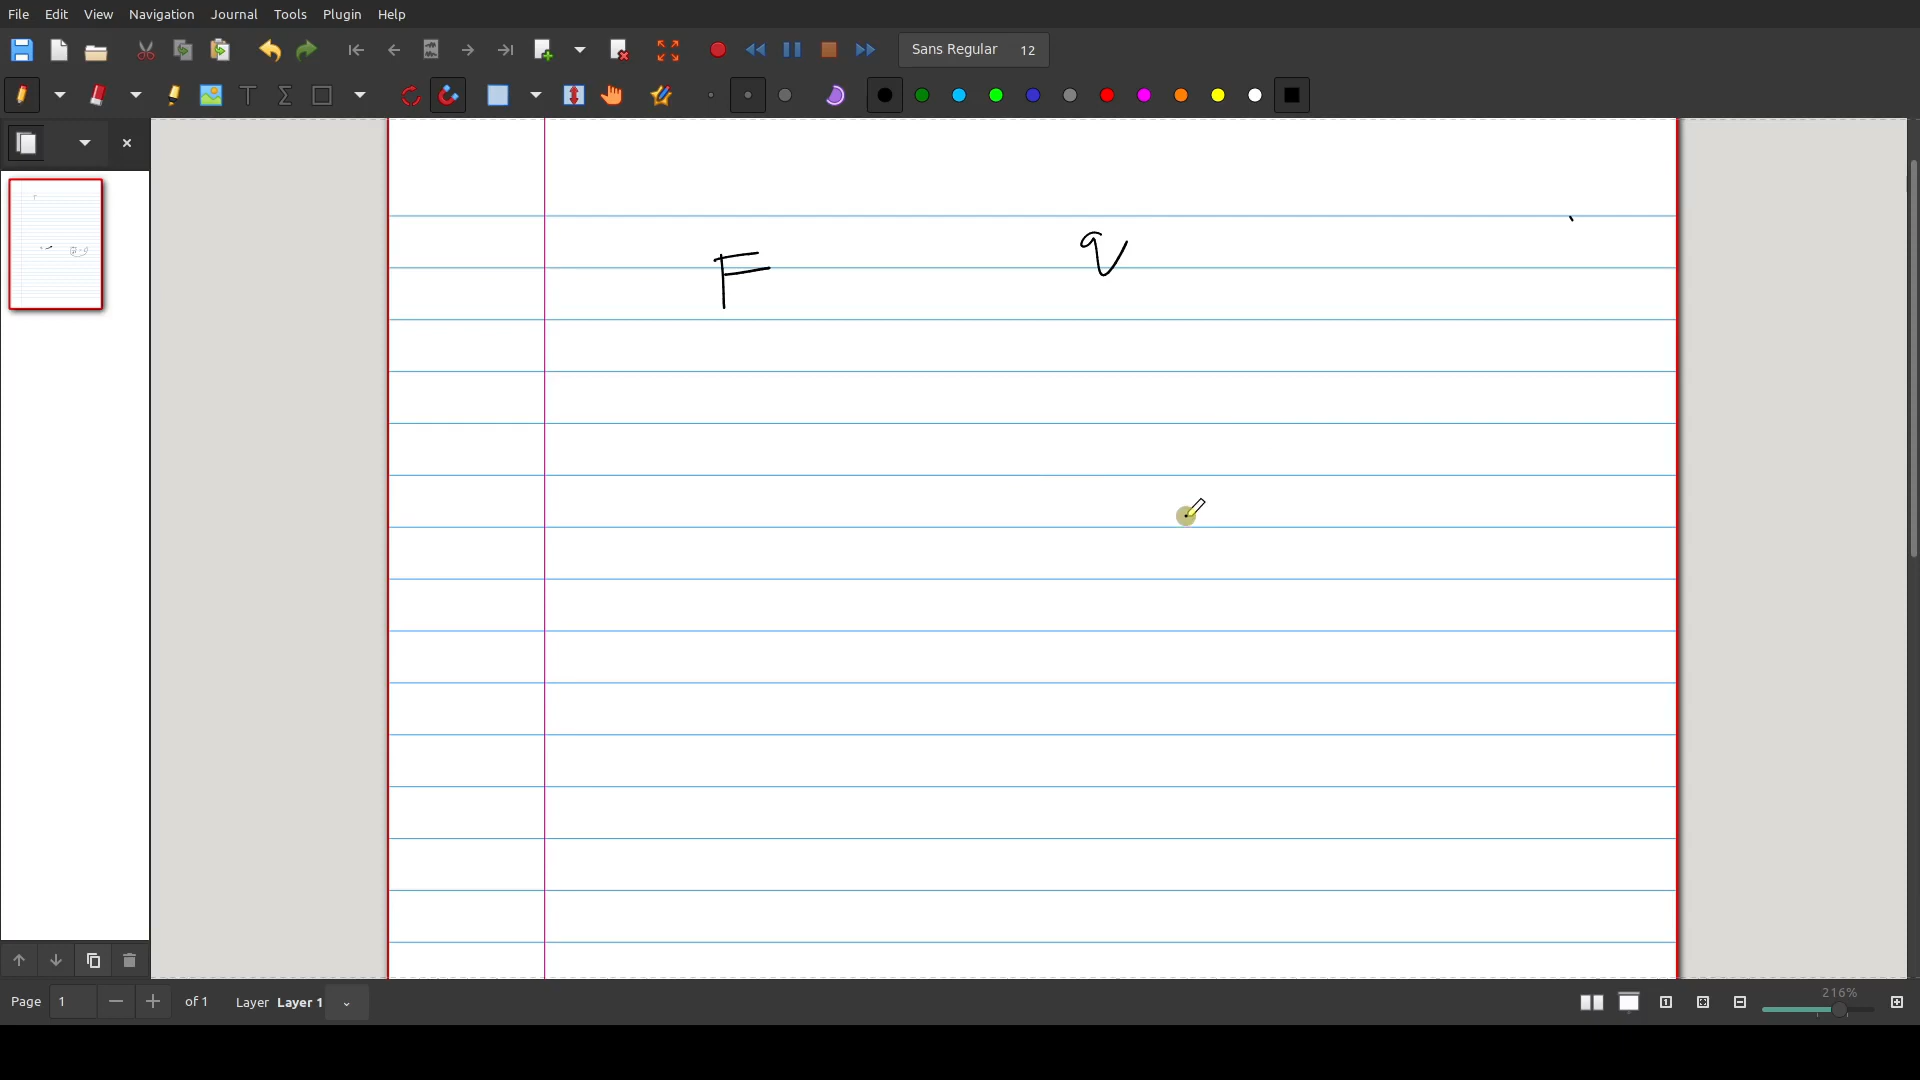 File Edit View Navigation Journal Tools Plugin Help
Sans Regular 12
F
Page 1 of 1 Layer Layer 1 216%